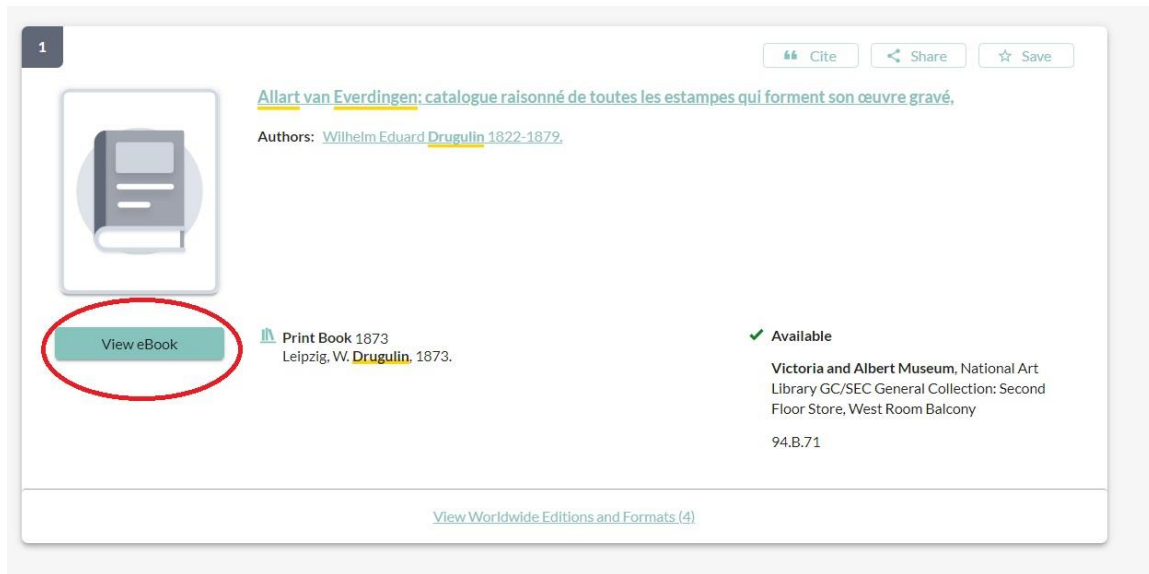 1
Cite
Share
Save
Allart van Everdingen; catalogue raisonné de toutes les estampes qui forment son œuvre gravé,
Authors: Wilhelm Eduard Drugulin 1822-1879.
View eBook
Print Book 1873
Leipzig, W. Drugulin, 1873.
Available
Victoria and Albert Museum, National Art
Library GC/SEC General Collection: Second
Floor Store, West Room Balcony
94.B.71
View Worldwide Editions and Formats (4)